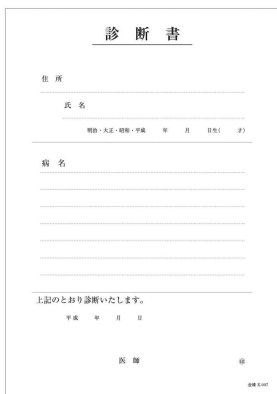 診断書
住所
氏名
明治・大正・昭和・平成 年 月 日生( 才)
病名
上記のとおり診断いたします。
平成 年 月 日
医師 ㊞